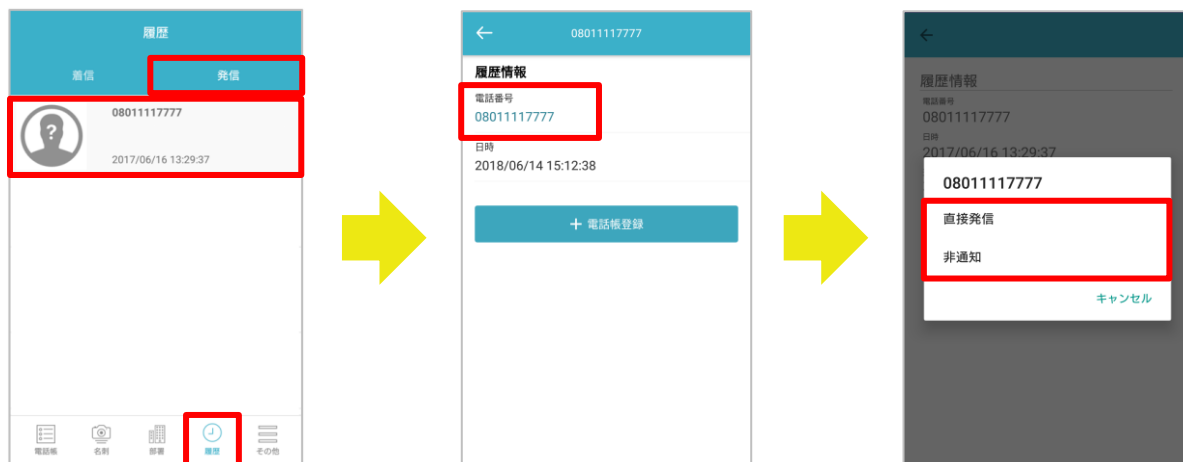 履歴
着信
発信
08011117777
2017/06/16 13:29:37
電話帳
名刺
部署
履歴
その他
08011117777
履歴情報
電話番号
08011117777
日時
2018/06/14 15:12:38
+ 電話帳登録
履歴情報
電話番号
08011117777
日時
2017/06/16 13:29:37
08011117777
直接発信
非通知
キャンセル